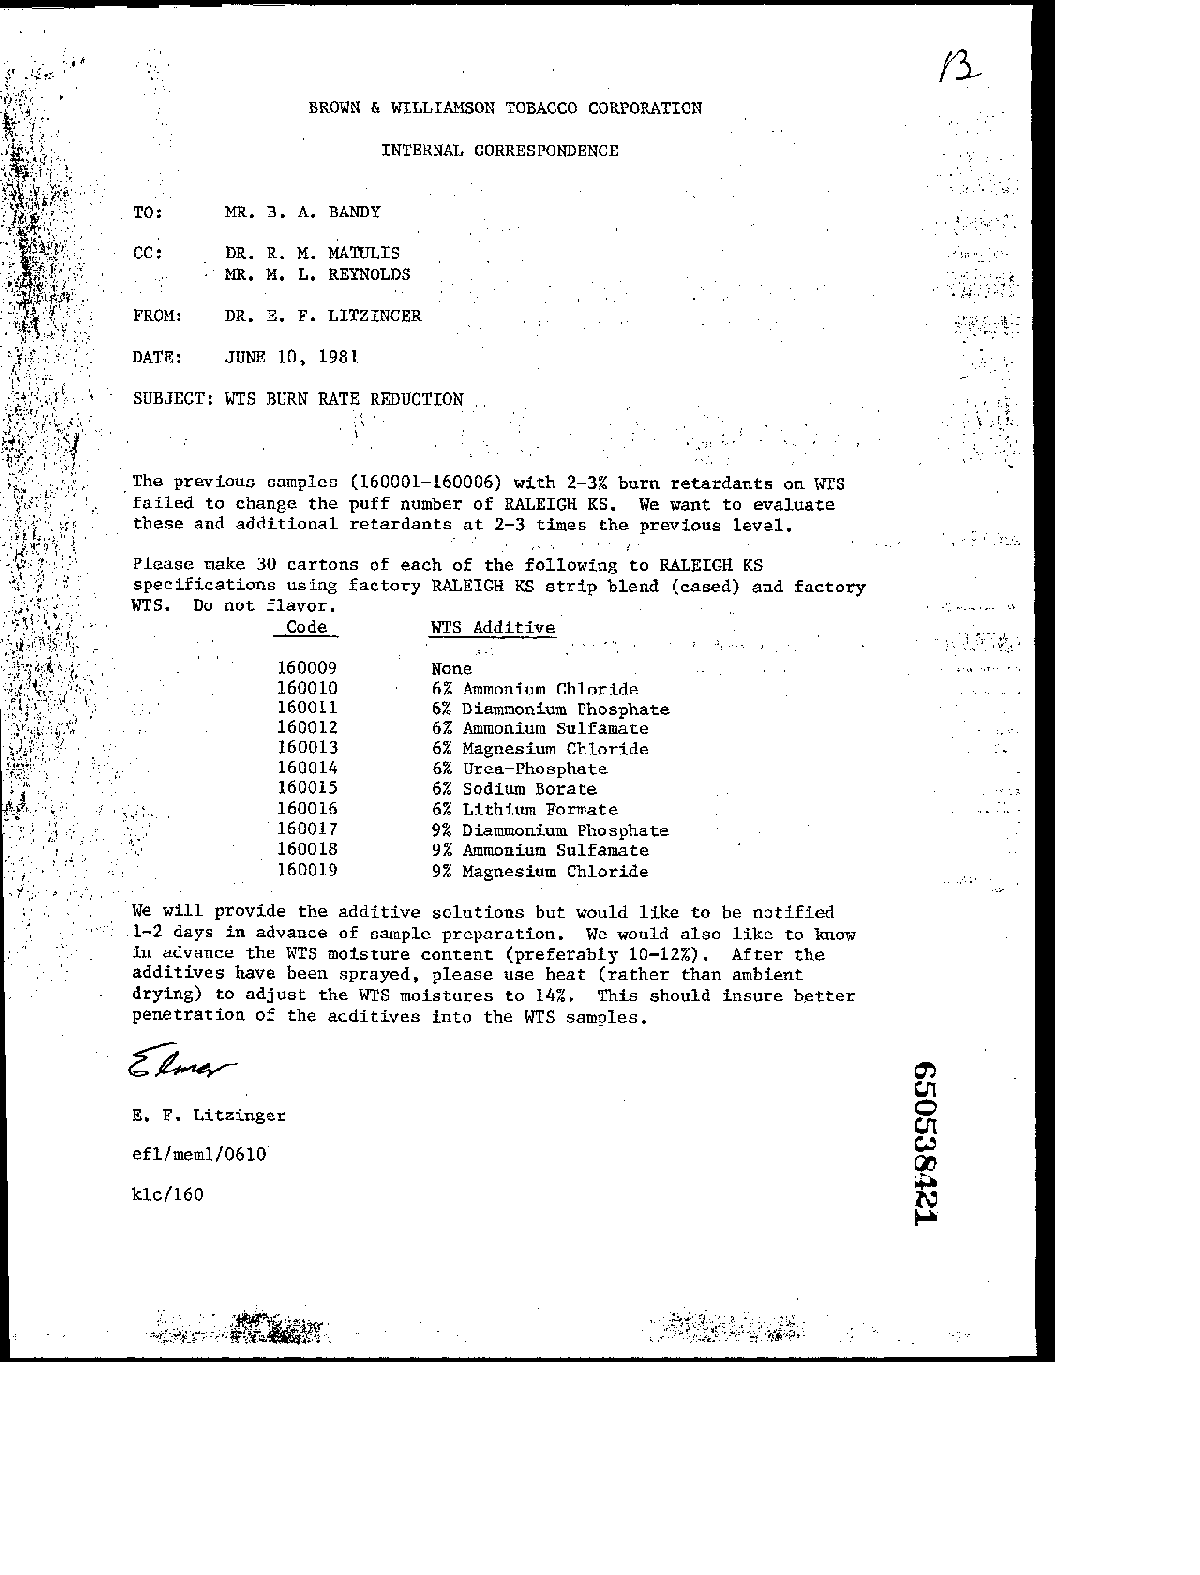 B
BROWN & WILLIAMSON TOBACCO CORPORATION
INTERNAL CORRESPONDENCE
TO: MR. B. A. BANDY
CC: DR. R. M. MATULIS
MR. M. L. REYNOLDS
FROM: DR. E. F. LITZINGER
DATE: JUNE 10, 1981
SUBJECT: WTS BURN RATE REDUCTION
The previous samples (160001-160006) with 2-3% burn retardants on WTS
failed to change the puff number of RALEIGH KS. We want to evaluate
these and additional retardants at 2-3 times the previous level.
Please make 30 cartons of each of the following to RALEIGH KS
specifications using factory RALEIGH KS strip blend (cased) and factory
WTS. Do not flavor.
Code WTS Additive
160009 None
160010 6% Ammonium Chloride
160011 6% Diammonium Phosphate
160012 6% Ammonium Sulfamate
160013 6% Magnesium Chloride
160014 6% Urea-Phosphate
160015 6% Sodium Borate
160016 6% Lithium Formate
160017 9% Diammonium Phosphate
160018 9% Ammonium Sulfamate
160019 9% Magnesium Chloride
We will provide the additive solutions but would like to be notified
1-2 days in advance of sample preparation. We would also like to know
in advance the WTS moisture content (preferably 10-12%). After the
additives have been sprayed, please use heat (rather than ambient
drying) to adjust the WTS moistures to 14%. This should insure better
penetration of the additives into the WTS samples.
Elmer
E. F. Litzinger
efl/meml/0610
klc/160
650538421